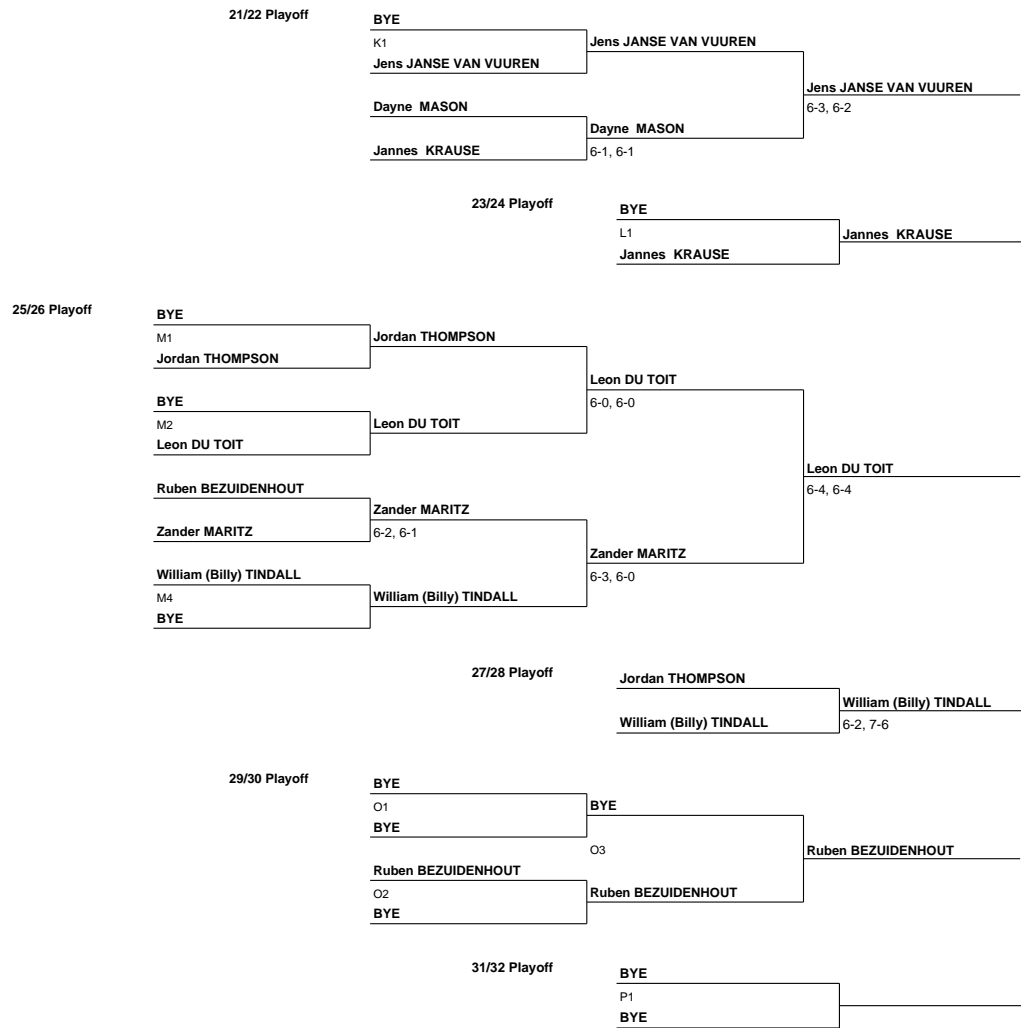 21/22 Playoff
BYE
K1
Jens JANSE VAN VUUREN
Jens JANSE VAN VUUREN
Dayne MASON
Jannes KRAUSE
Dayne MASON
6-1, 6-1
Jens JANSE VAN VUUREN
6-3, 6-2
23/24 Playoff
BYE
L1
Jannes KRAUSE
Jannes KRAUSE
25/26 Playoff
BYE
M1
Jordan THOMPSON
Jordan THOMPSON
BYE
M2
Leon DU TOIT
Leon DU TOIT
Leon DU TOIT
6-0, 6-0
Ruben BEZUIDENHOUT
Zander MARITZ
Zander MARITZ
6-2, 6-1
William (Billy) TINDALL
M4
BYE
William (Billy) TINDALL
Zander MARITZ
6-3, 6-0
Leon DU TOIT
6-4, 6-4
27/28 Playoff
Jordan THOMPSON
William (Billy) TINDALL
William (Billy) TINDALL
6-2, 7-6
29/30 Playoff
BYE
O1
BYE
BYE
O3
Ruben BEZUIDENHOUT
O2
BYE
Ruben BEZUIDENHOUT
Ruben BEZUIDENHOUT
31/32 Playoff
BYE
P1
BYE